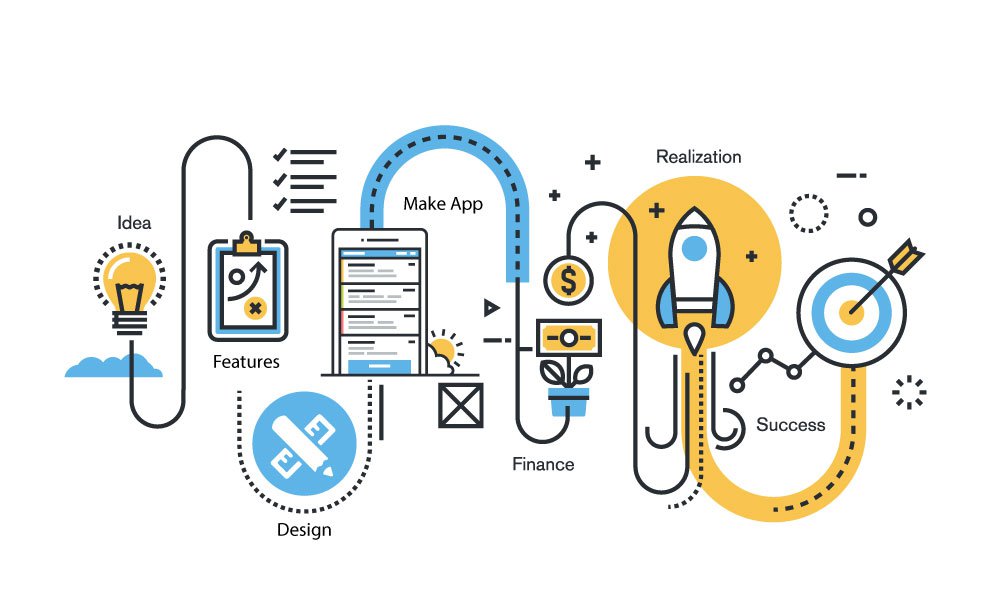 Idea
Features
Design
Make App
$
Finance
Realization
Success